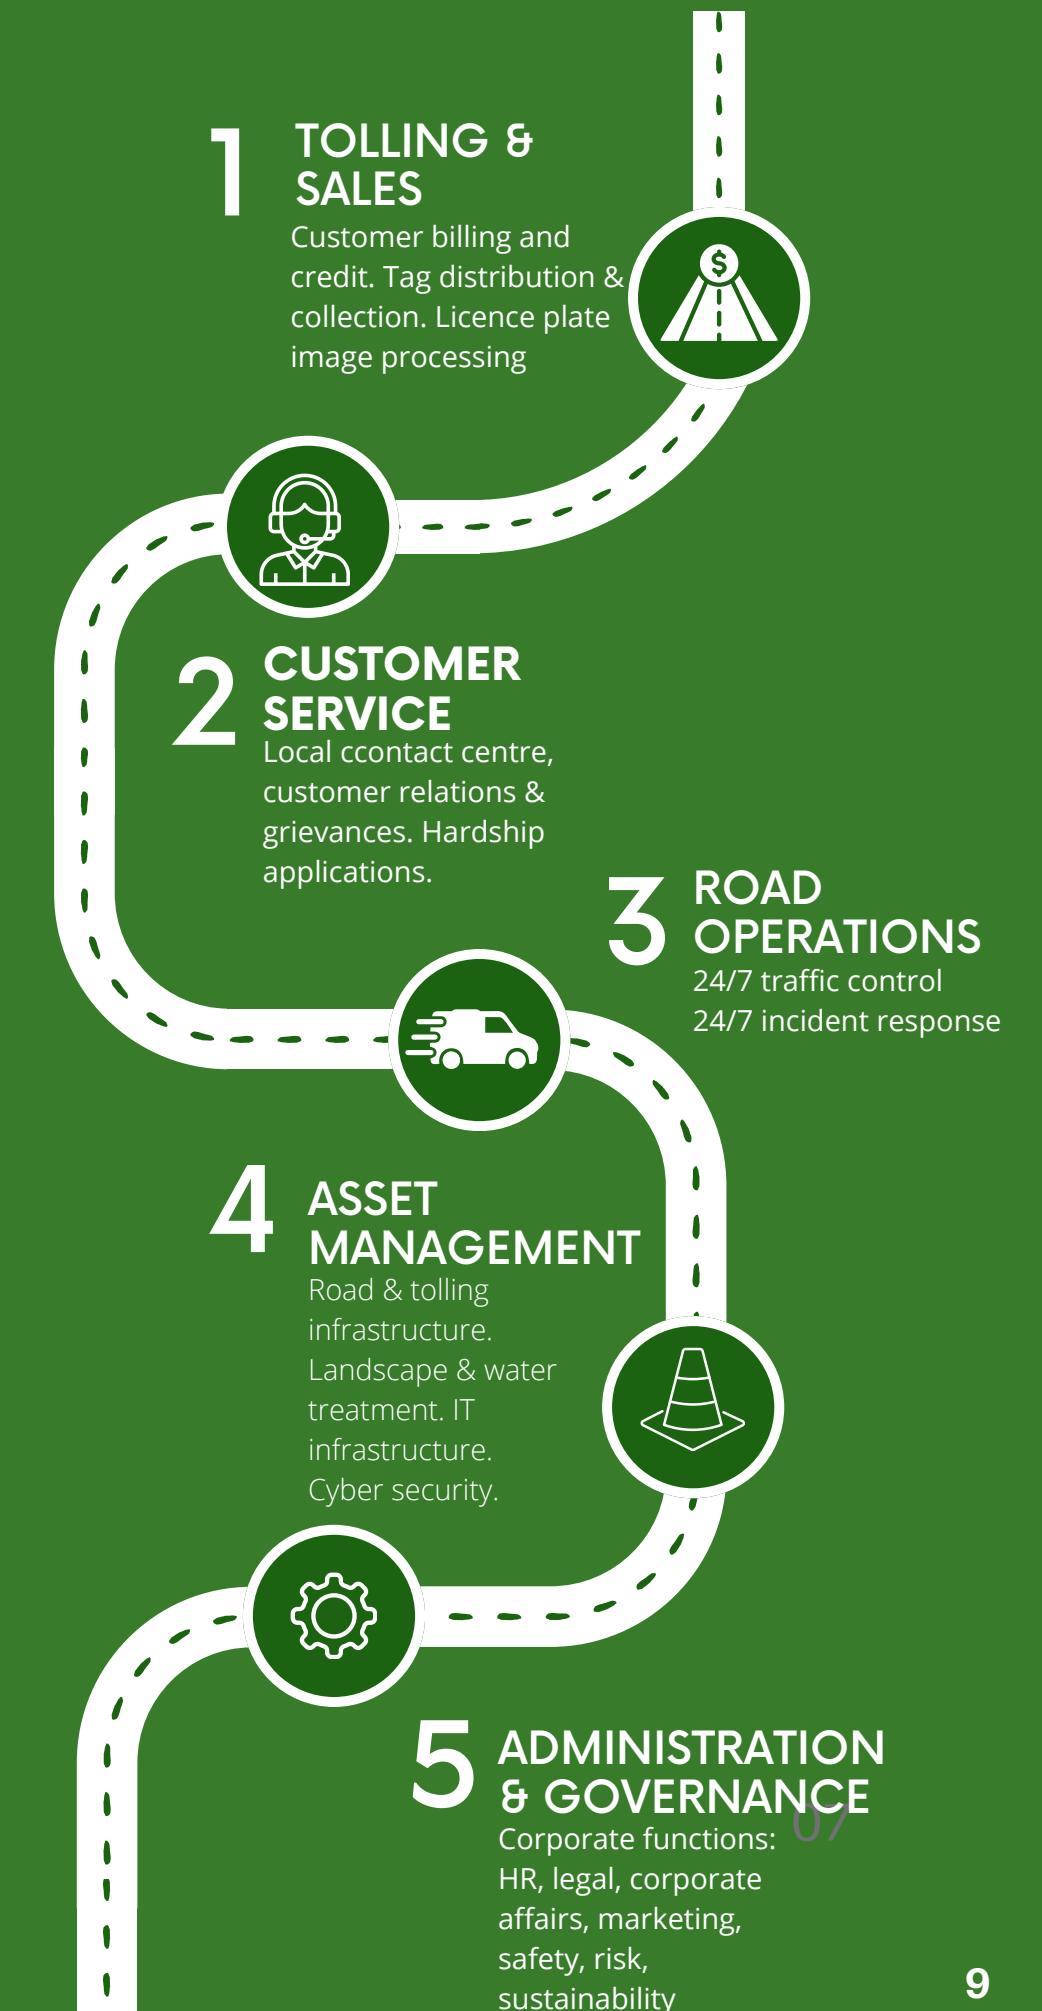 1
TOLLING &
SALES
Customer billing and
credit. Tag distribution &
collection. Licence plate
image processing
$
2
CUSTOMER
SERVICE
Local ccontact centre,
customer relations &
grievances. Hardship
applications.
3
ROAD
OPERATIONS
24/7 traffic control
24/7 incident response
4
ASSET
MANAGEMENT
Road & tolling
infrastructure.
Landscape & water
treatment. IT
infrastructure.
Cyber security.
5
ADMINISTRATION
& GOVERNANCE
07
Corporate functions:
HR, legal, corporate
affairs, marketing,
safety, risk,
sustainability
9